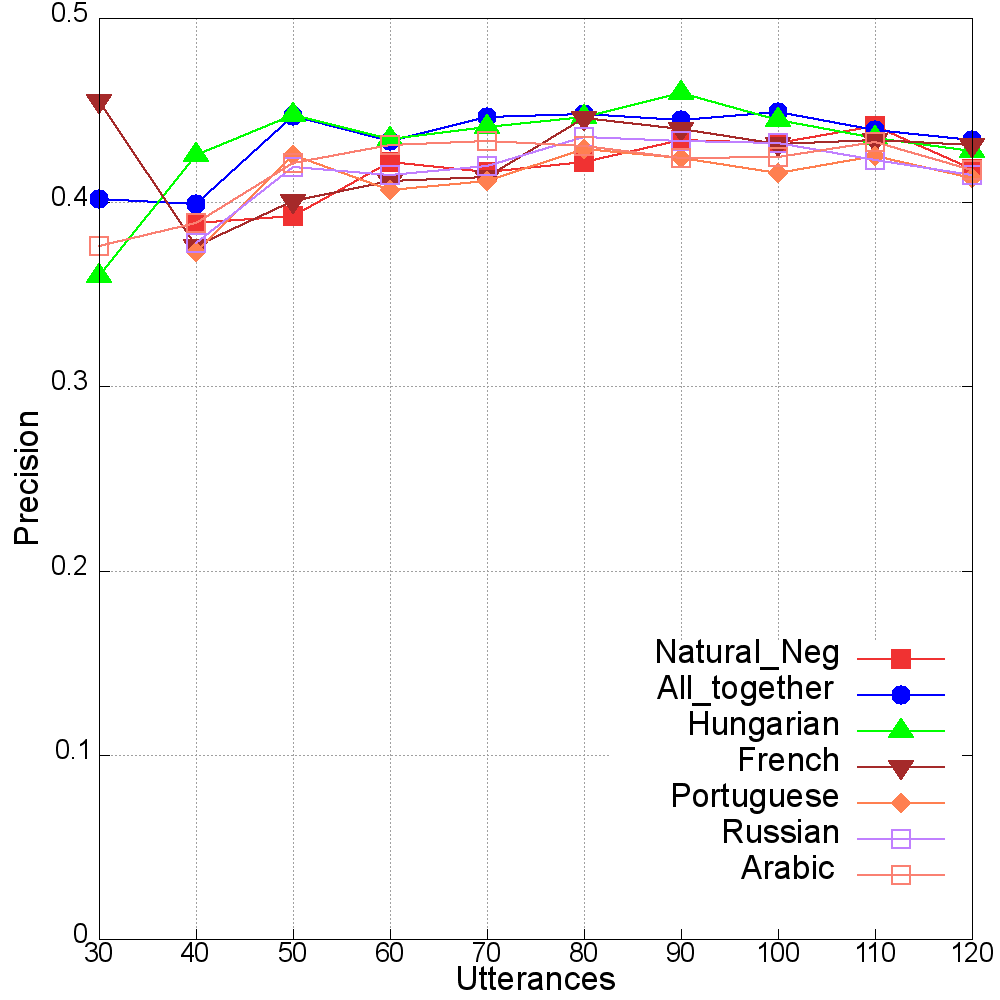 0.5
0.4
0.3
0.2
0.1
0
Precision
30 40 50 60 70 80 90 100 110 120
Utterances
Natural_Neg
All_together
Hungarian
French
Portuguese
Russian
Arabic